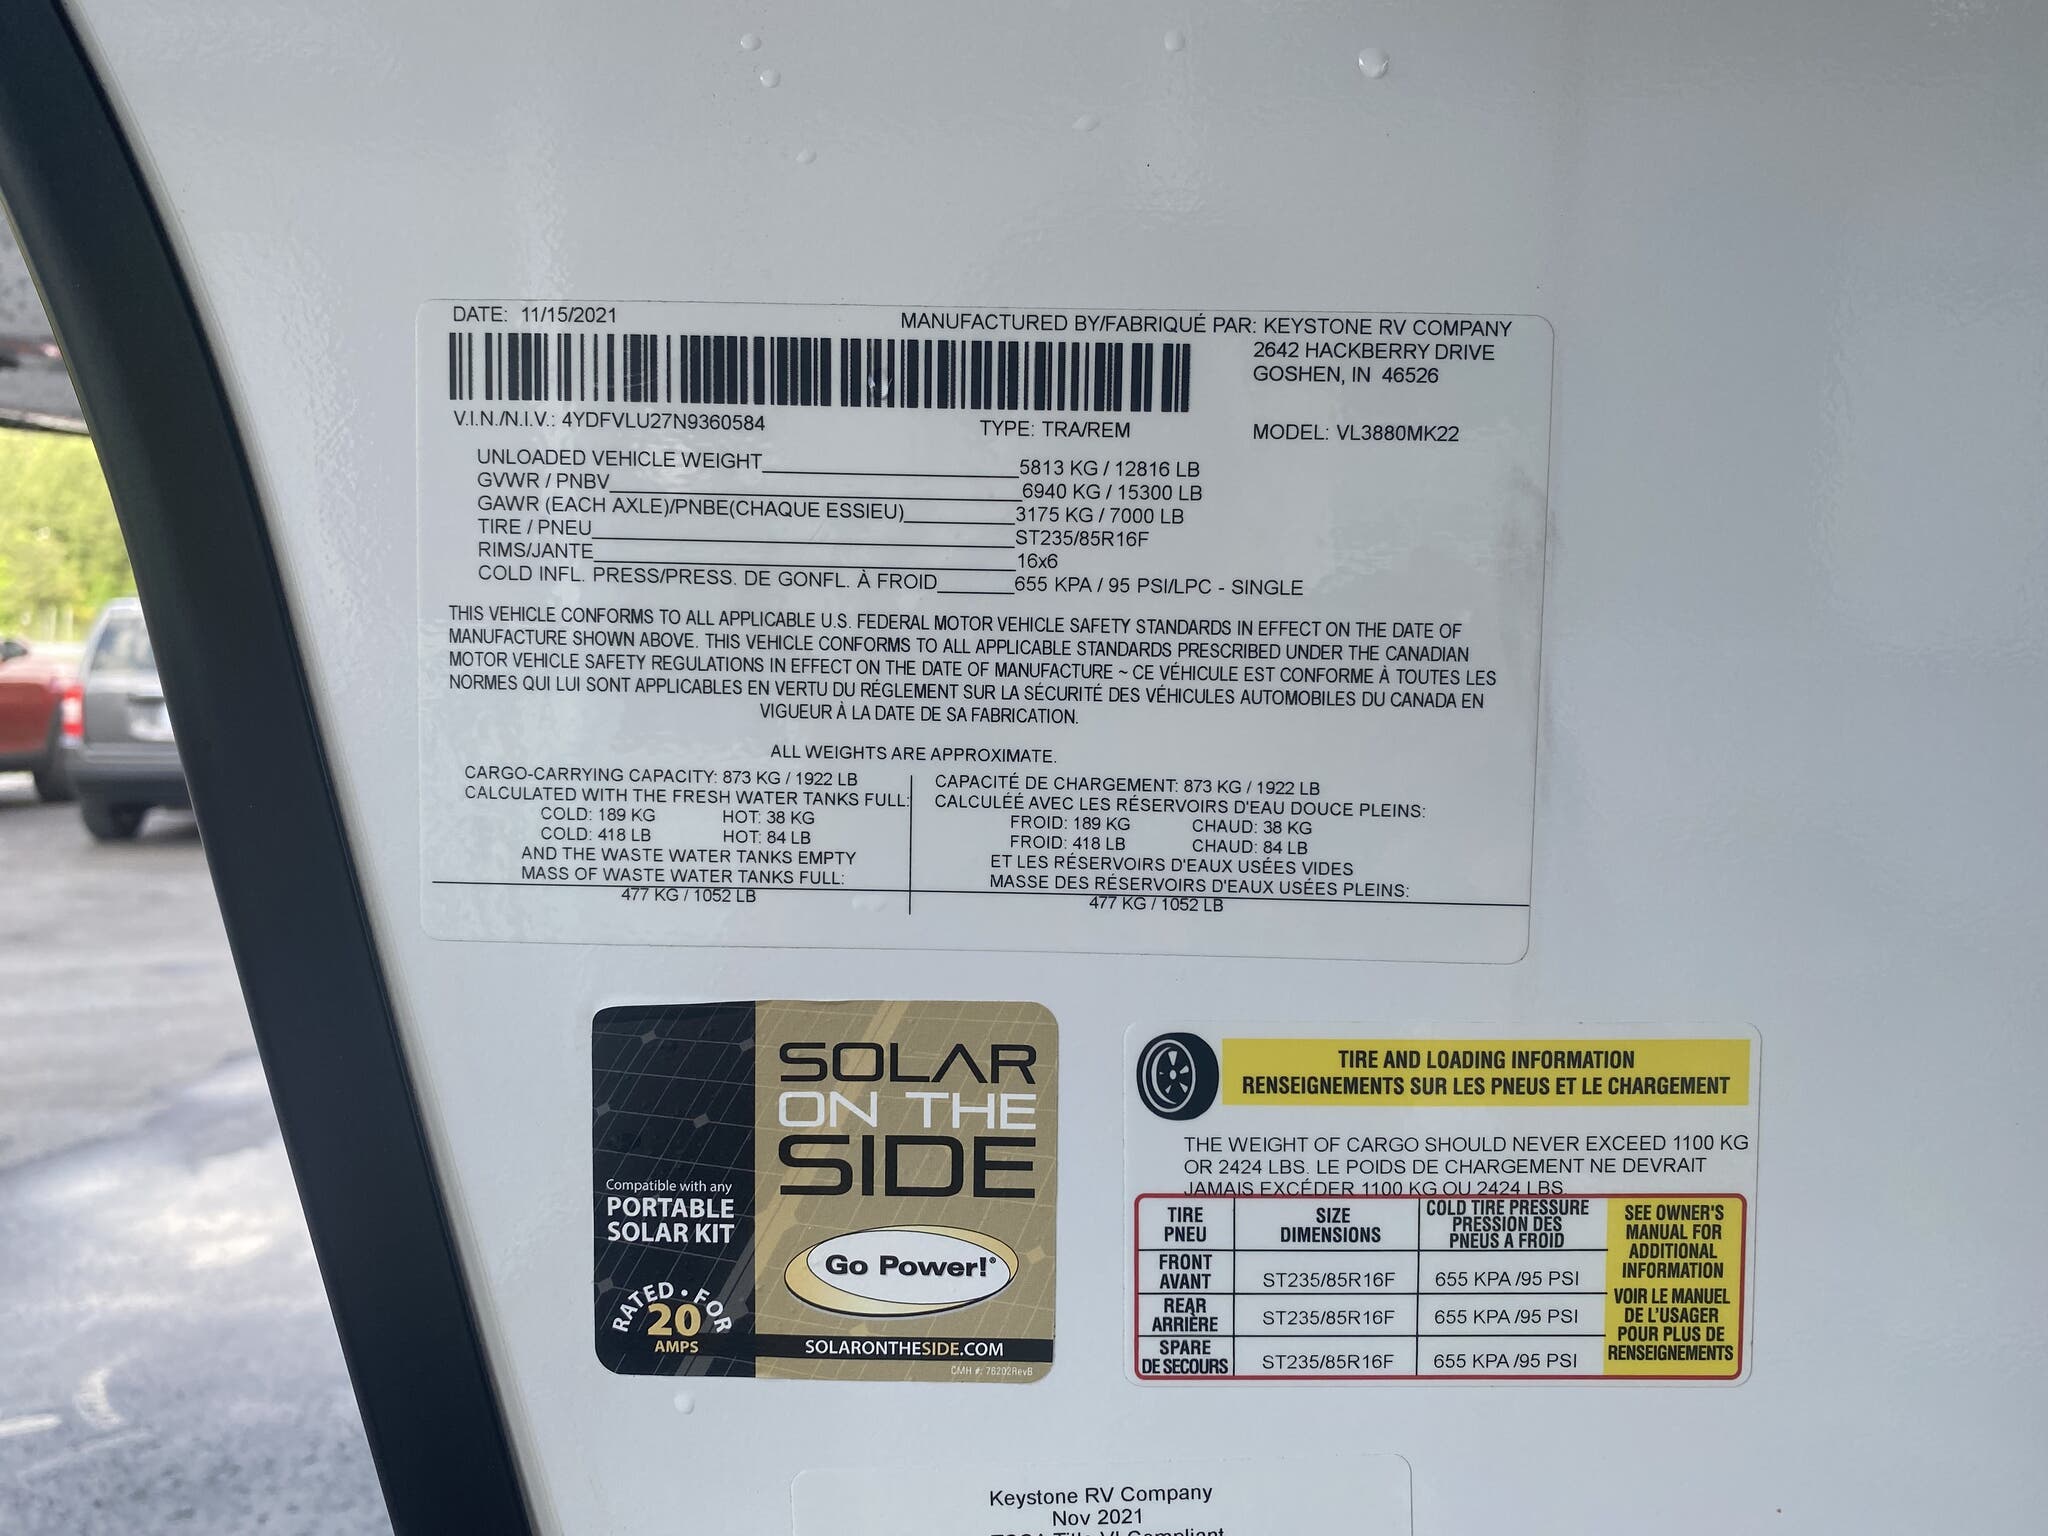 DATE: 11/15/2021
MANUFACTURED BY/FABRIQUÉ PAR: KEYSTONE RV COMPANY
2642 HACKBERRY DRIVE
GOSHEN, IN 46526
V.I.N./N.I.V.: 4YDFVLU27N9360584
TYPE: TRA/REM
MODEL: VL3880MK22
UNLOADED VEHICLE WEIGHT 5813 KG / 12816 LB
GVWR / PNBV 6940 KG / 15300 LB
GAWR (EACH AXLE)/PNBE(CHAQUE ESSIEU) 3175 KG / 7000 LB
TIRE / PNEU ST235/85R16F
RIMS/JANTE 16x6
COLD INFL. PRESS/PRESS. DE GONFL. À FROID 655 KPA / 95 PSI/LPC - SINGLE
THIS VEHICLE CONFORMS TO ALL APPLICABLE U.S. FEDERAL MOTOR VEHICLE SAFETY STANDARDS IN EFFECT ON THE DATE OF
MANUFACTURE SHOWN ABOVE. THIS VEHICLE CONFORMS TO ALL APPLICABLE STANDARDS PRESCRIBED UNDER THE CANADIAN
MOTOR VEHICLE SAFETY REGULATIONS IN EFFECT ON THE DATE OF MANUFACTURE ~ CE VÉHICULE EST CONFORME À TOUTES LES
NORMES QUI LUI SONT APPLICABLES EN VERTU DU RÉGLEMENT SUR LA SÉCURITÉ DES VÉHICULES AUTOMOBILES DU CANADA EN
VIGUEUR À LA DATE DE SA FABRICATION.
ALL WEIGHTS ARE APPROXIMATE.
CARGO-CARRYING CAPACITY: 873 KG / 1922 LB
CALCULATED WITH THE FRESH WATER TANKS FULL:
COLD: 189 KG HOT: 38 KG
COLD: 418 LB HOT: 84 LB
AND THE WASTE WATER TANKS EMPTY
MASS OF WASTE WATER TANKS FULL:
477 KG / 1052 LB
CAPACITÉ DE CHARGEMENT: 873 KG / 1922 LB
CALCULÉE AVEC LES RÉSERVOIRS D'EAU DOUCE PLEINS:
FROID: 189 KG CHAUD: 38 KG
FROID: 418 LB CHAUD: 84 LB
ET LES RÉSERVOIRS D'EAUX USÉES VIDES
MASSE DES RÉSERVOIRS D'EAUX USÉES PLEINS:
477 KG / 1052 LB
SOLAR
ON THE
SIDE
Compatible with any
PORTABLE
SOLAR KIT
RATED • FOR
20
AMPS
Go Power!®
SOLARONTHESIDE.COM
CMH #: 76202RevB
TIRE AND LOADING INFORMATION
RENSEIGNEMENTS SUR LES PNEUS ET LE CHARGEMENT
THE WEIGHT OF CARGO SHOULD NEVER EXCEED 1100 KG
OR 2424 LBS. LE POIDS DE CHARGEMENT NE DEVRAIT
JAMAIS EXCÉDER 1100 KG OU 2424 LBS
TIRE
PNEU
SIZE
DIMENSIONS
COLD TIRE PRESSURE
PRESSION DES
PNEUS A FROID
FRONT
AVANT
ST235/85R16F 655 KPA /95 PSI
REAR
ARRIÈRE
ST235/85R16F 655 KPA /95 PSI
SPARE
DE SECOURS
ST235/85R16F 655 KPA /95 PSI
SEE OWNER'S
MANUAL FOR
ADDITIONAL
INFORMATION
VOIR LE MANUEL
DE L'USAGER
POUR PLUS DE
RENSEIGNEMENTS
Keystone RV Company
Nov 2021
TSCA Title VI Compliant